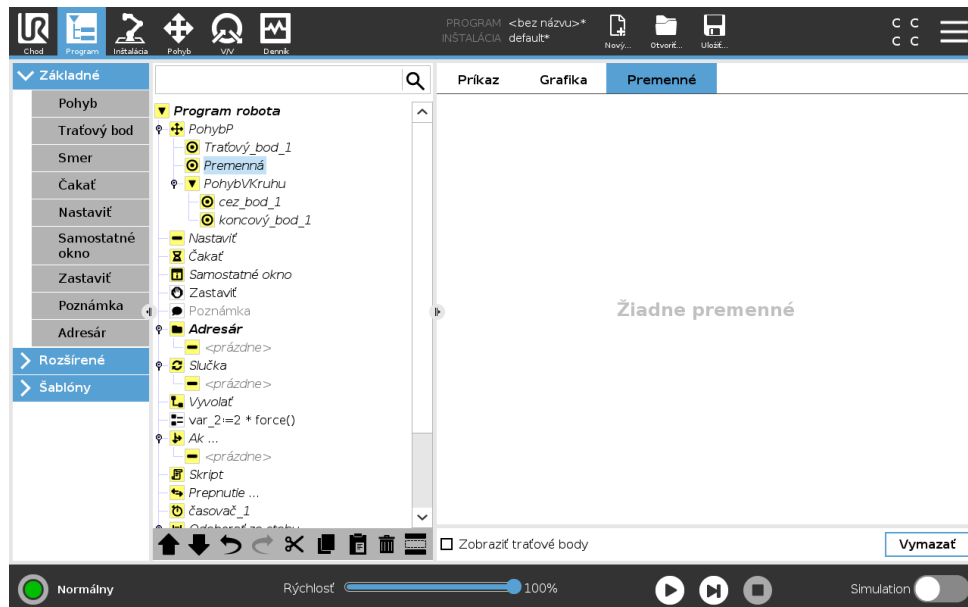 PROGRAM <bez názvu>*
INŠTALÁCIA default*
Chod
Program
Inštalácia
Pohyb
V/V
Denník
Nový...
Otvoriť...
Uložiť...
C C
C C
Základné
Pohyb
Traťový bod
Smer
Čakať
Nastaviť
Samostatné
okno
Zastaviť
Poznámka
Adresár
Rozšírené
Šablóny
Program robota
PohybP
Traťový_bod_1
Premenná
PohybVKruhu
cez_bod_1
koncový_bod_1
Nastaviť
Čakať
Samostatné okno
Zastaviť
Poznámka
Adresár
<prázdne>
Slučka
<prázdne>
Vyvolať
var_2:=2 * force()
Ak ...
<prázdne>
Skript
Prepnutie ...
časovač_1
Príkaz
Grafika
Premenné
Žiadne premenné
Zobraziť traťové body
Vymazať
Normálny
Rýchlosť
100%
Simulation